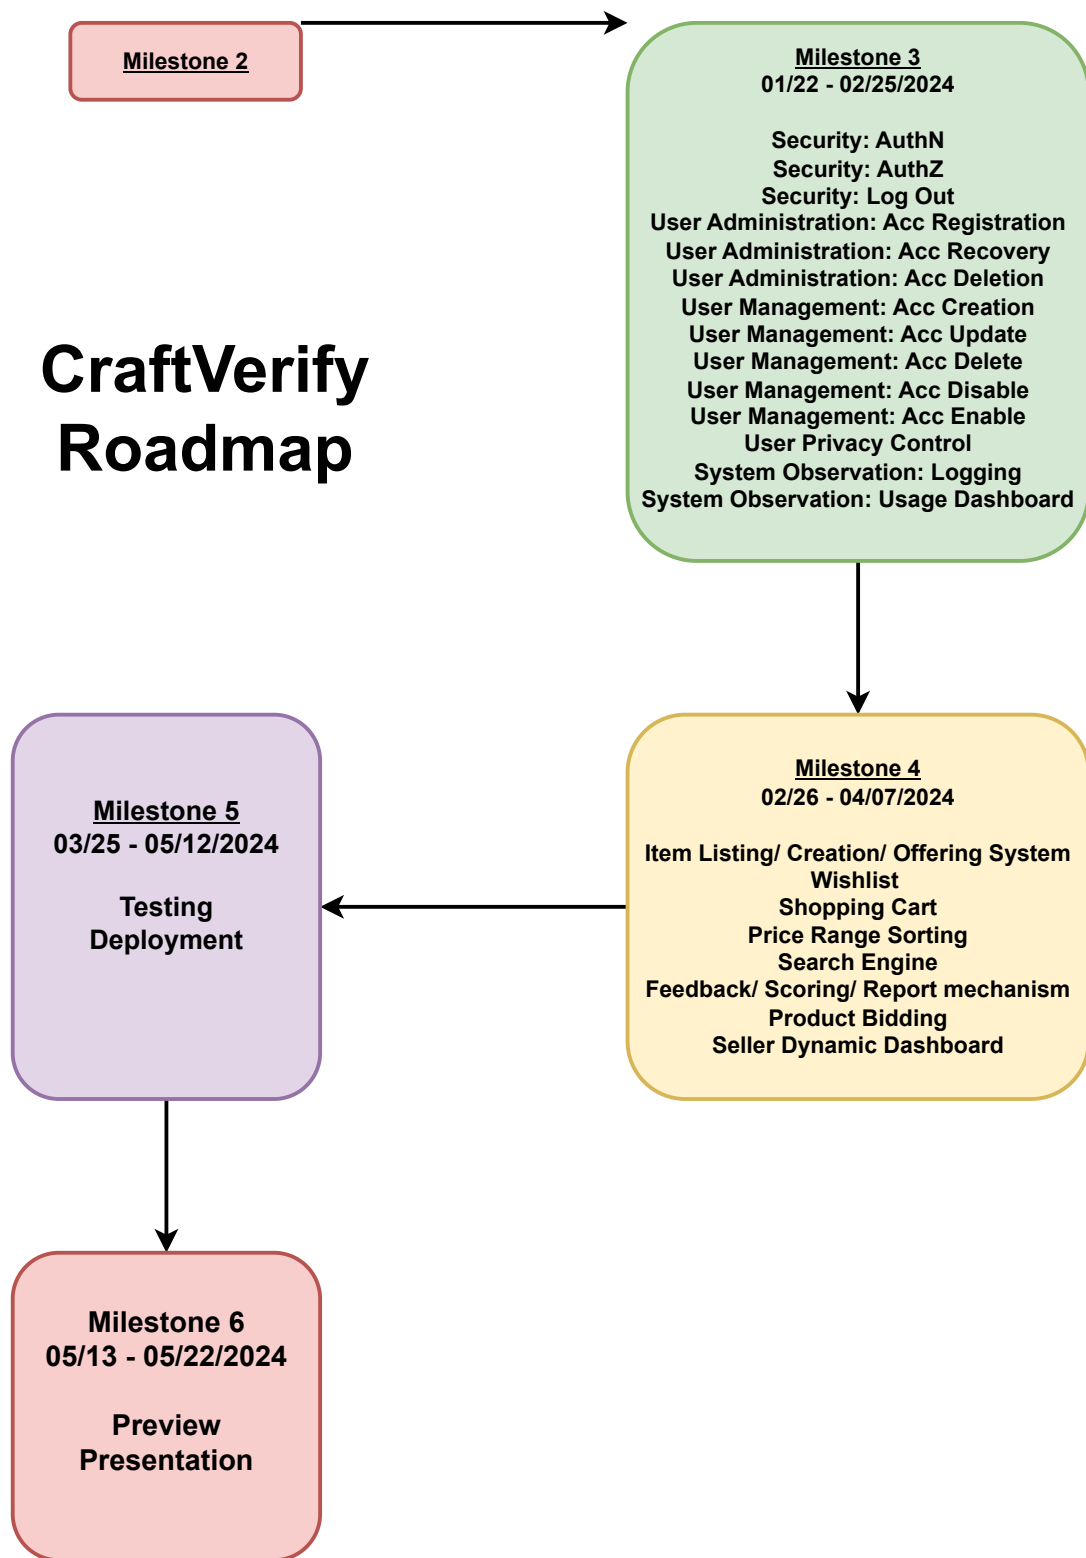 Milestone 2
Milestone 3
01/22 - 02/25/2024
Security: AuthN
Security: AuthZ
Security: Log Out
User Administration: Acc Registration
User Administration: Acc Recovery
User Administration: Acc Deletion
User Management: Acc Creation
User Management: Acc Update
User Management: Acc Delete
User Management: Acc Disable
User Management: Acc Enable
User Privacy Control
System Observation: Logging
System Observation: Usage Dashboard
CraftVerify
Roadmap
Milestone 4
02/26 - 04/07/2024
Item Listing/ Creation/ Offering System
Wishlist
Shopping Cart
Price Range Sorting
Search Engine
Feedback/ Scoring/ Report mechanism
Product Bidding
Seller Dynamic Dashboard
Milestone 5
03/25 - 05/12/2024
Testing
Deployment
Milestone 6
05/13 - 05/22/2024
Preview
Presentation